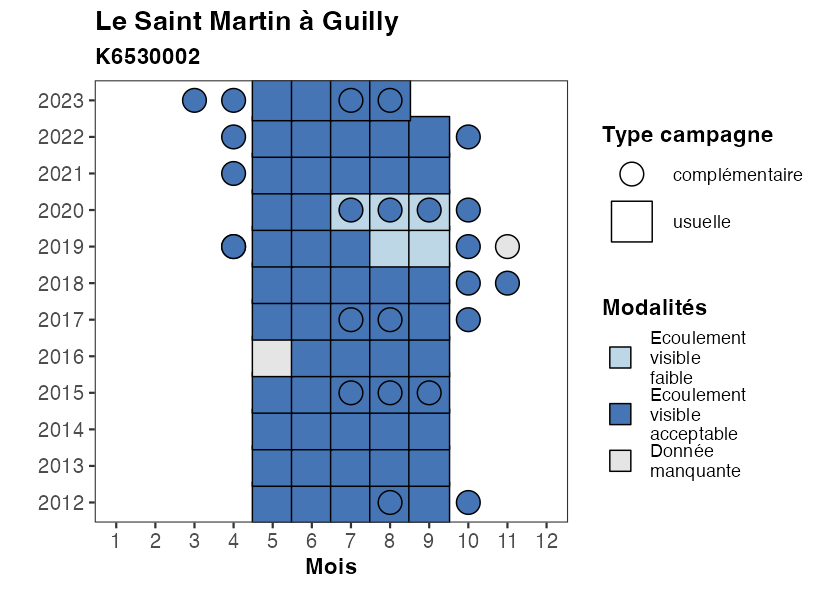 Le Saint Martin à Guilly
K6530002
2023
2022
2021
2020
2019
2018
2017
2016
2015
2014
2013
2012
1 2 3 4 5 6 7 8 9 10 11 12
Mois
Type campagne
complémentaire
usuelle
Modalités
Ecoulement
visible
faible
Ecoulement
visible
acceptable
Donnée
manquante